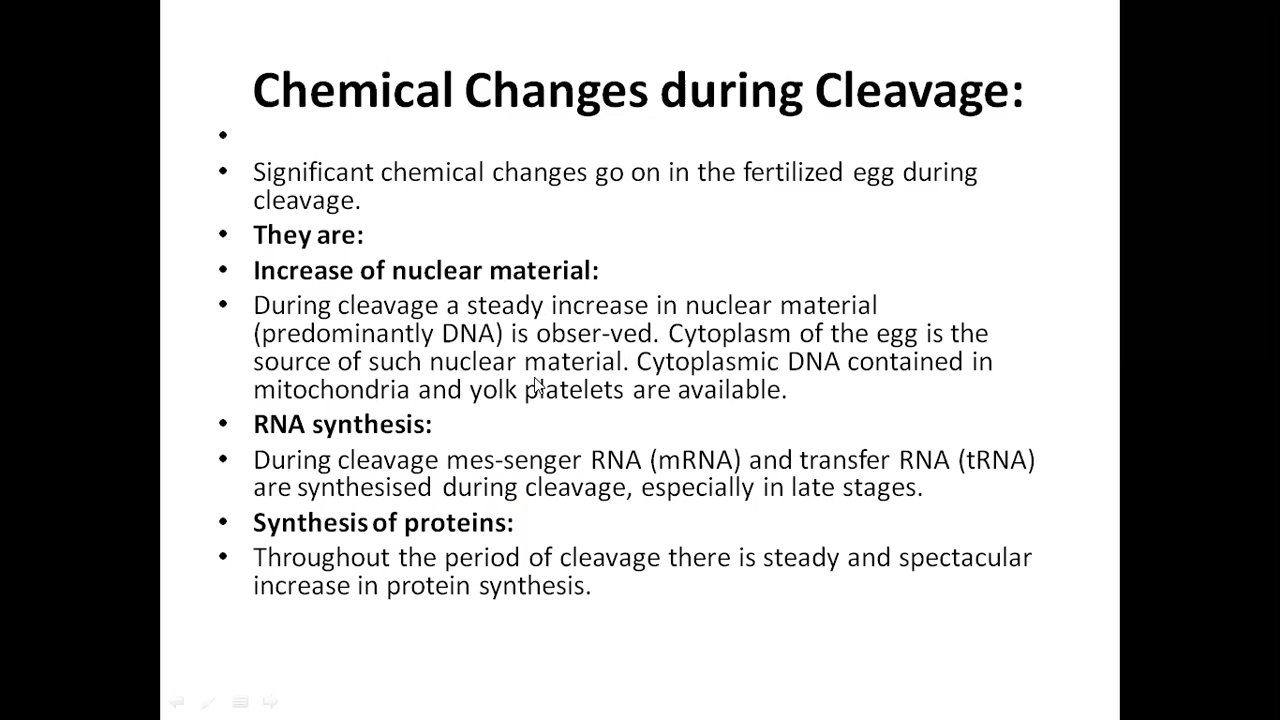 Chemical Changes during Cleavage:
•
• Significant chemical changes go on in the fertilized egg during
cleavage.
• They are:
• Increase of nuclear material:
• During cleavage a steady increase in nuclear material
(predominantly DNA) is obser-ved. Cytoplasm of the egg is the
source of such nuclear material. Cytoplasmic DNA contained in
mitochondria and yolk platelets are available.
• RNA synthesis:
• During cleavage mes-senger RNA (mRNA) and transfer RNA (tRNA)
are synthesised during cleavage, especially in late stages.
• Synthesis of proteins:
• Throughout the period of cleavage there is steady and spectacular
increase in protein synthesis.